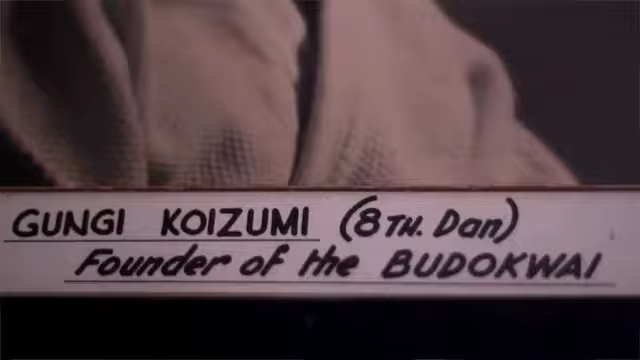 GUNGI KOIZUMI (8TH. Dan)
Founder of the BUDOKWAI